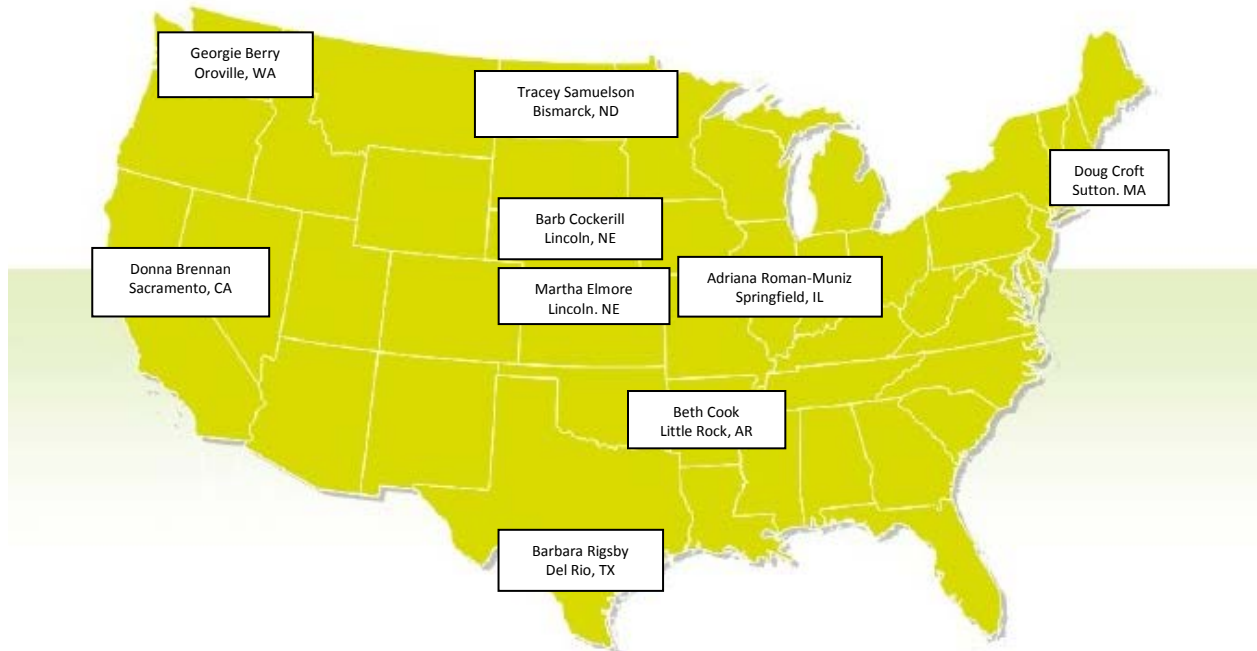 Georgie Berry
Oroville, WA
Tracey Samuelson
Bismarck, ND
Doug Croft
Sutton. MA
Barb Cockerill
Lincoln, NE
Donna Brennan
Sacramento, CA
Martha Elmore
Lincoln. NE
Adriana Roman-Muniz
Springfield, IL
Beth Cook
Little Rock, AR
Barbara Rigsby
Del Rio, TX